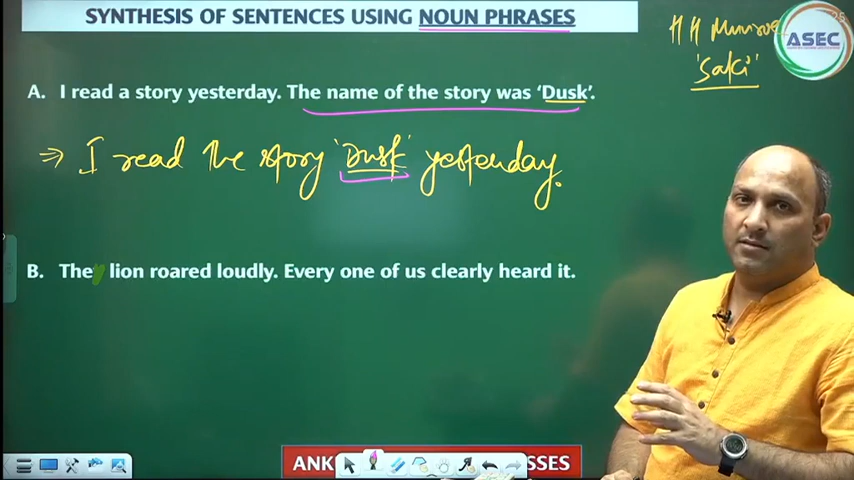 SYNTHESIS OF SENTENCES USING NOUN PHRASES
H H Munroe
'Saki'
ASEC
A. I read a story yesterday. The name of the story was ‘Dusk’.
⇒ I read the story 'Dusk' yesterday.
B. The lion roared loudly. Every one of us clearly heard it.
ANK
SSES